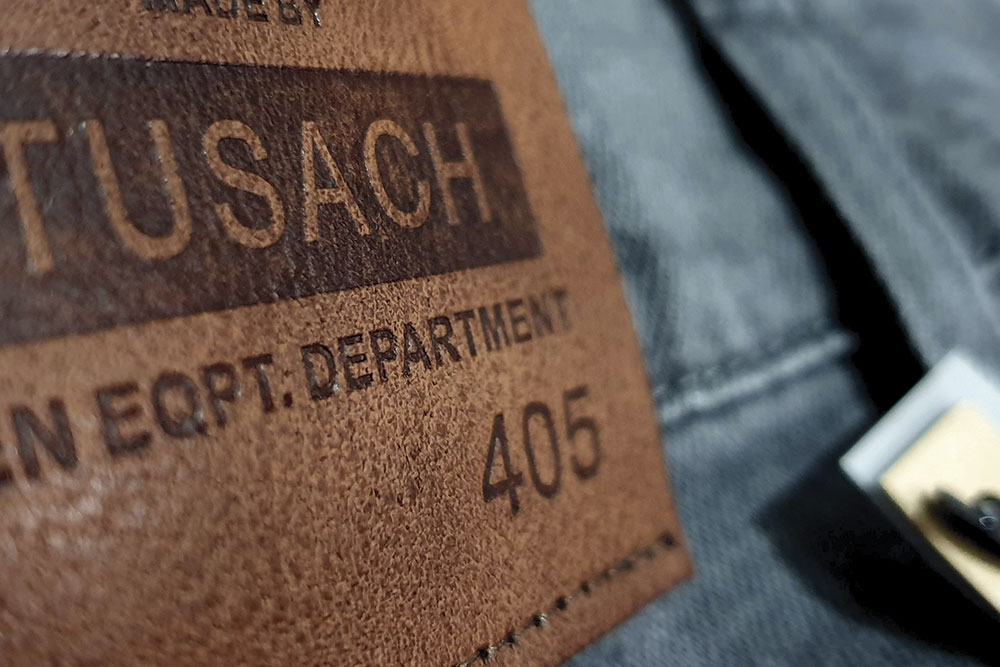 MADE BY
TUSACH
EN EQPT. DEPARTMENT
405